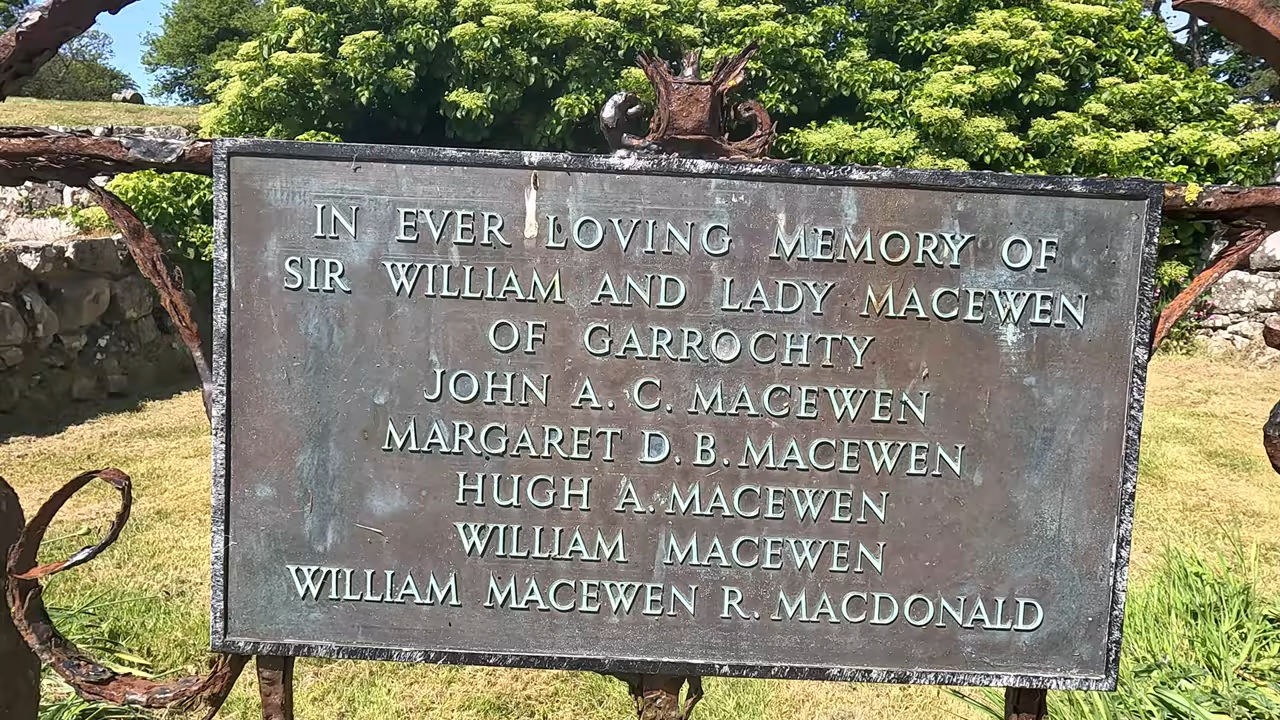 IN EVER LOVING MEMORY OF
SIR WILLIAM AND LADY MACEWEN
OF GARROCHTY
JOHN A. C. MACEWEN
MARGARET D. B. MACEWEN
HUGH A. MACEWEN
WILLIAM MACEWEN
WILLIAM MACEWEN R. MACDONALD